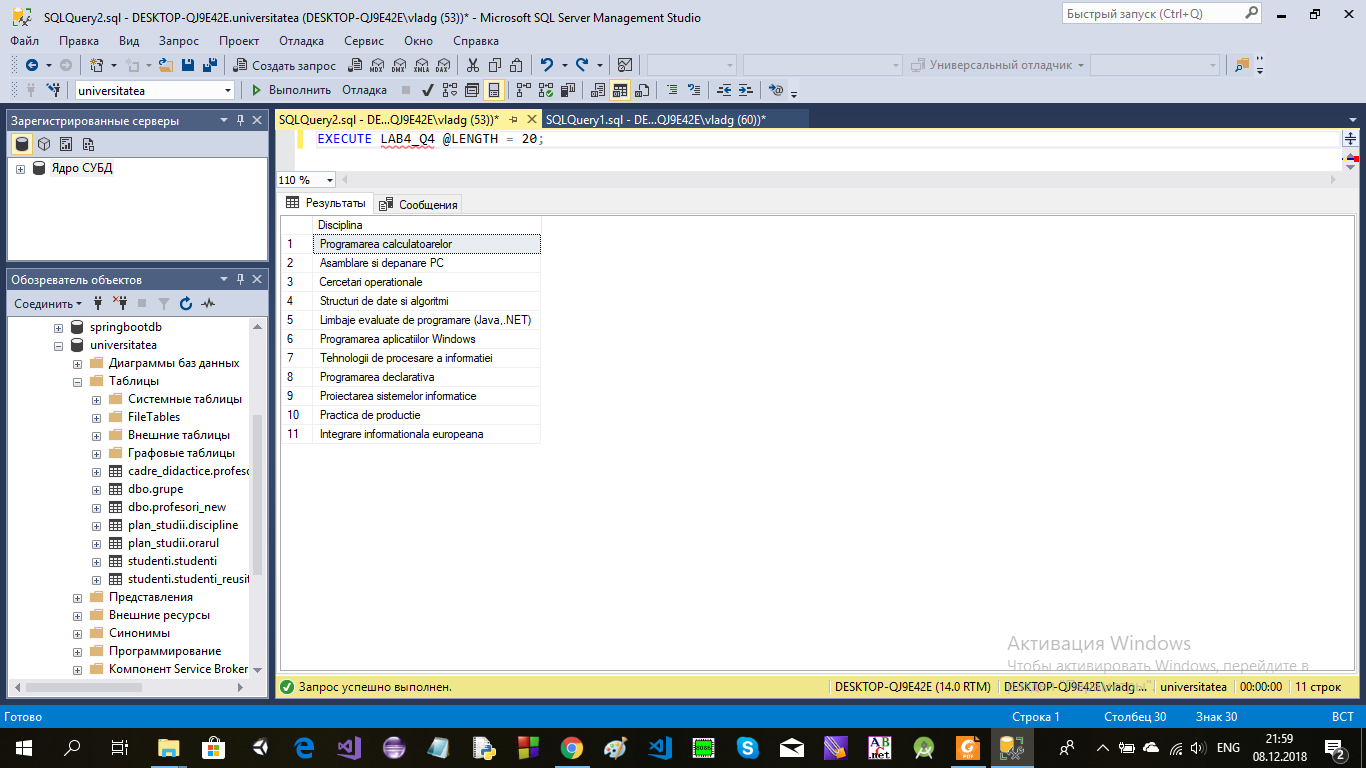 SQLQuery2.sql - DESKTOP-QJ9E42E.universitatea (DESKTOP-QJ9E42E\vladg (53))* - Microsoft SQL Server Management Studio
Быстрый запуск (Ctrl+Q)
Файл Правка Вид Запрос Проект Отладка Сервис Окно Справка
Создать запрос MDX DMX XMLA DAX Универсальный отладчик
universitatea Выполнить Отладка
Зарегистрированные серверы
Ядро СУБД
Обозреватель объектов
Соединить
springbootdb
universitatea
Диаграммы баз данных
Таблицы
Системные таблицы
FileTables
Внешние таблицы
Графовые таблицы
cadre_didactice.profeso
dbo.grupe
dbo.profesori_new
plan_studii.discipline
plan_studii.orarul
studenti.studenti
studenti.studenti_reusit
Представления
Внешние ресурсы
Синонимы
Программирование
Компонент Service Broker
SQLQuery2.sql - DE...QJ9E42E\vladg (53))* SQLQuery1.sql - DE...QJ9E42E\vladg (60))*
EXECUTE LAB4_Q4 @LENGTH = 20;
110 %
Результаты Сообщения
Disciplina
1 Programarea calculatoarelor
2 Asamblare si depanare PC
3 Cercetari operationale
4 Structuri de date si algoritmi
5 Limbaje evaluate de programare (Java,.NET)
6 Programarea aplicatiilor Windows
7 Tehnologii de procesare a informatiei
8 Programarea declarativa
9 Proiectarea sistemelor informatice
10 Practica de productie
11 Integrare informationala europeana
Активация Windows
Чтобы активировать Windows, перейдите в
Запрос успешно выполнен. DESKTOP-QJ9E42E (14.0 RTM) DESKTOP-QJ9E42E\vladg ... universitatea 00:00:00 11 строк
Готово Строка 1 Столбец 30 Знак 30 ВСТ
ENG 21:59
08.12.2018 2